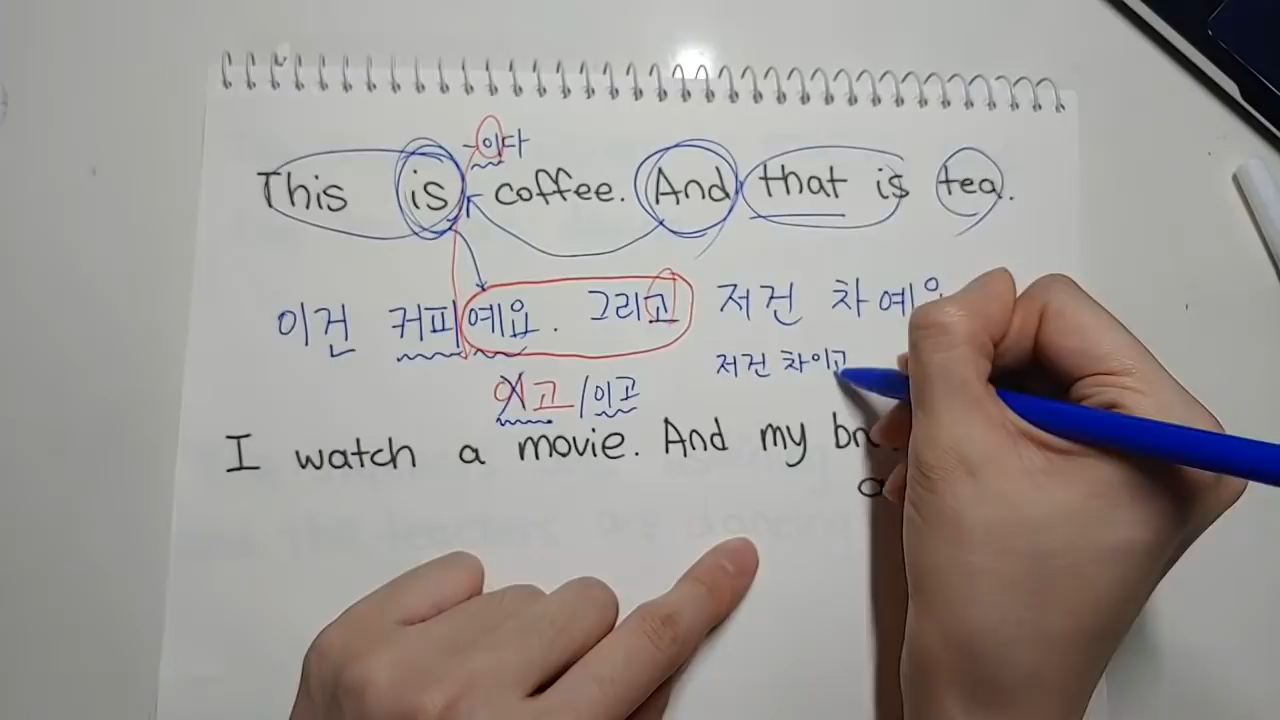 -이다
This is coffee. And that is tea.
이건 커피예요. 그리고 저건 차예요
저건 차이고
이고/이고
I watch a movie. And my